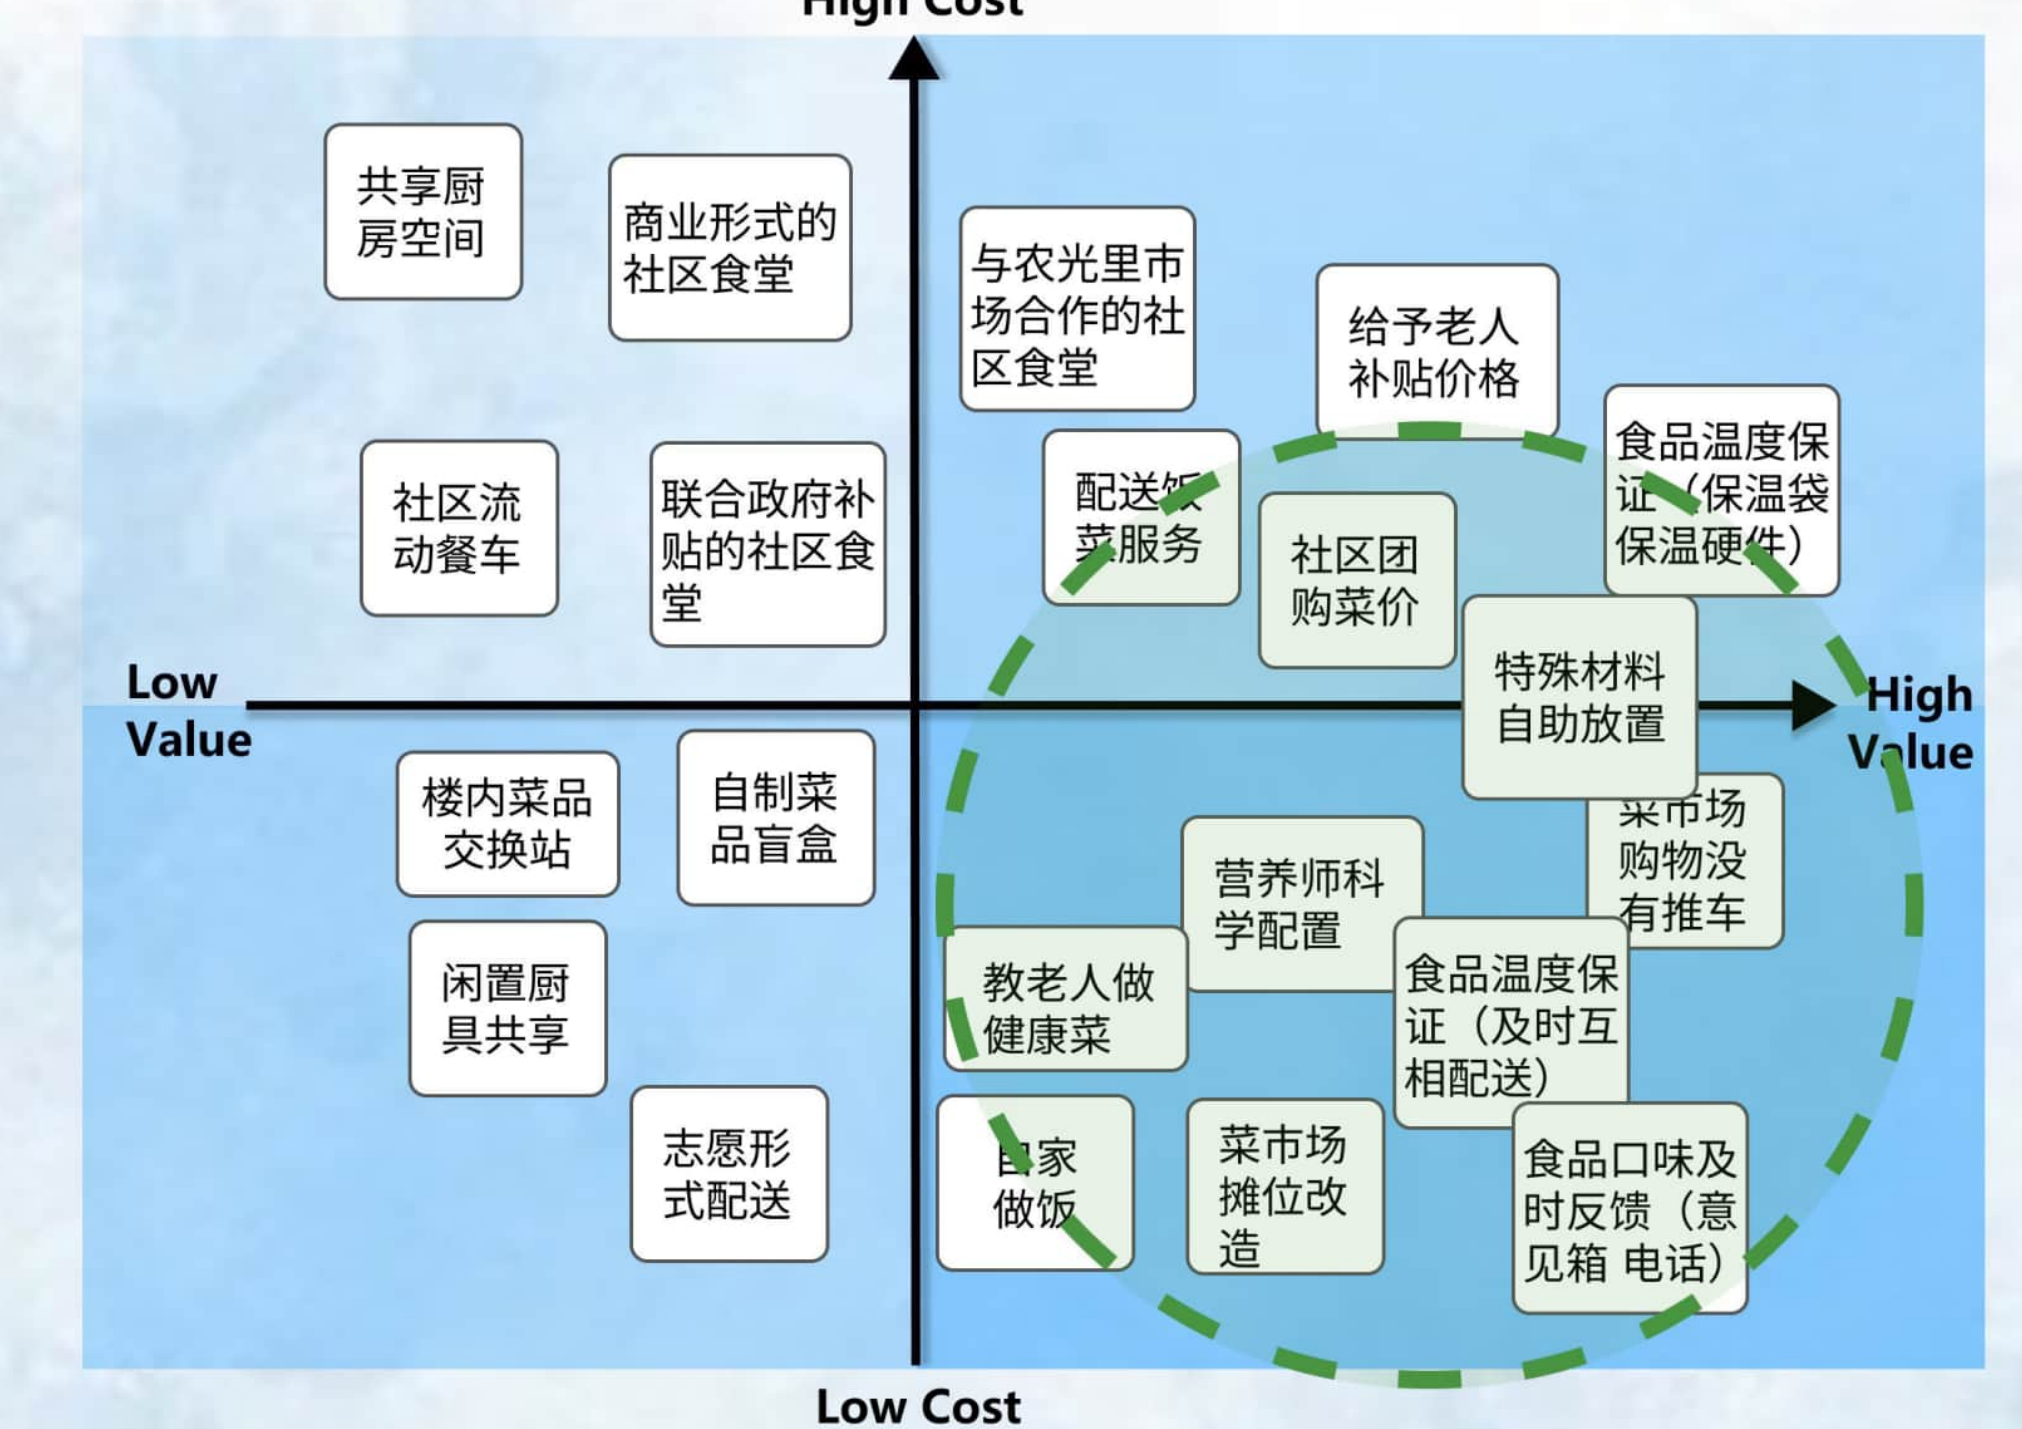 High Cost
共享厨
房空间
商业形式的
社区食堂
与农光里市
场合作的社
区食堂
给予老人
补贴价格
食品温度保
证（保温袋
保温硬件）
社区流
动餐车
联合政府补
贴的社区食
堂
配送饭
菜服务
社区团
购菜价
特殊材料
自助放置
Low
Value
High
Value
楼内菜品
交换站
自制菜
品盲盒
营养师科
学配置
菜市场
购物没
有推车
闲置厨
具共享
教老人做
健康菜
食品温度保
证（及时互
相配送）
志愿形
式配送
自家
做饭
菜市场
摊位改
造
食品口味及
时反馈（意
见箱 电话）
Low Cost